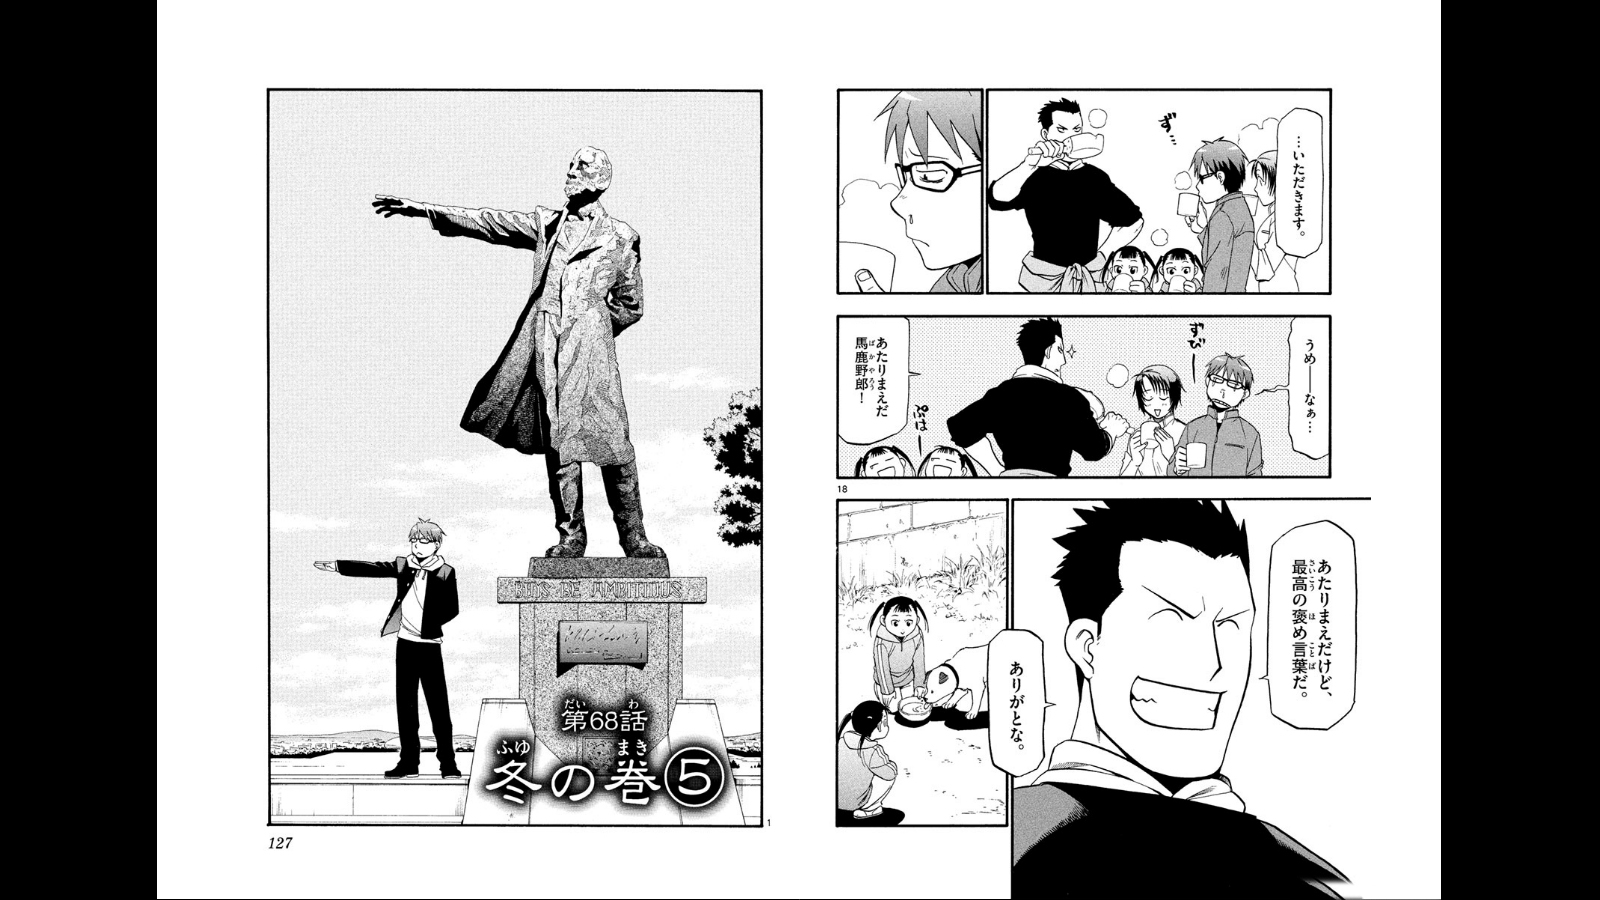 …いただきます。
ず…
うめ――なぁ…
ずびー
あたりまえだ
馬鹿野郎！
ばかやろう
ぷはー
18
あたりまえだけど、
最高の褒め言葉だ。
さいこう ほ ことば
ありがとな。
BOYS BE AMBITIOUS
だい わ
第68話
ふゆ まき
冬の巻⑤
1
127